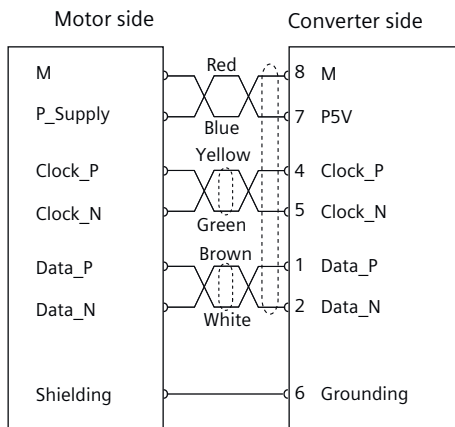 Motor side
Converter side
M
Red
8 M
P_Supply
Blue
7 P5V
Clock_P
Yellow
4 Clock_P
Clock_N
Green
5 Clock_N
Data_P
Brown
1 Data_P
Data_N
White
2 Data_N
Shielding
6 Grounding